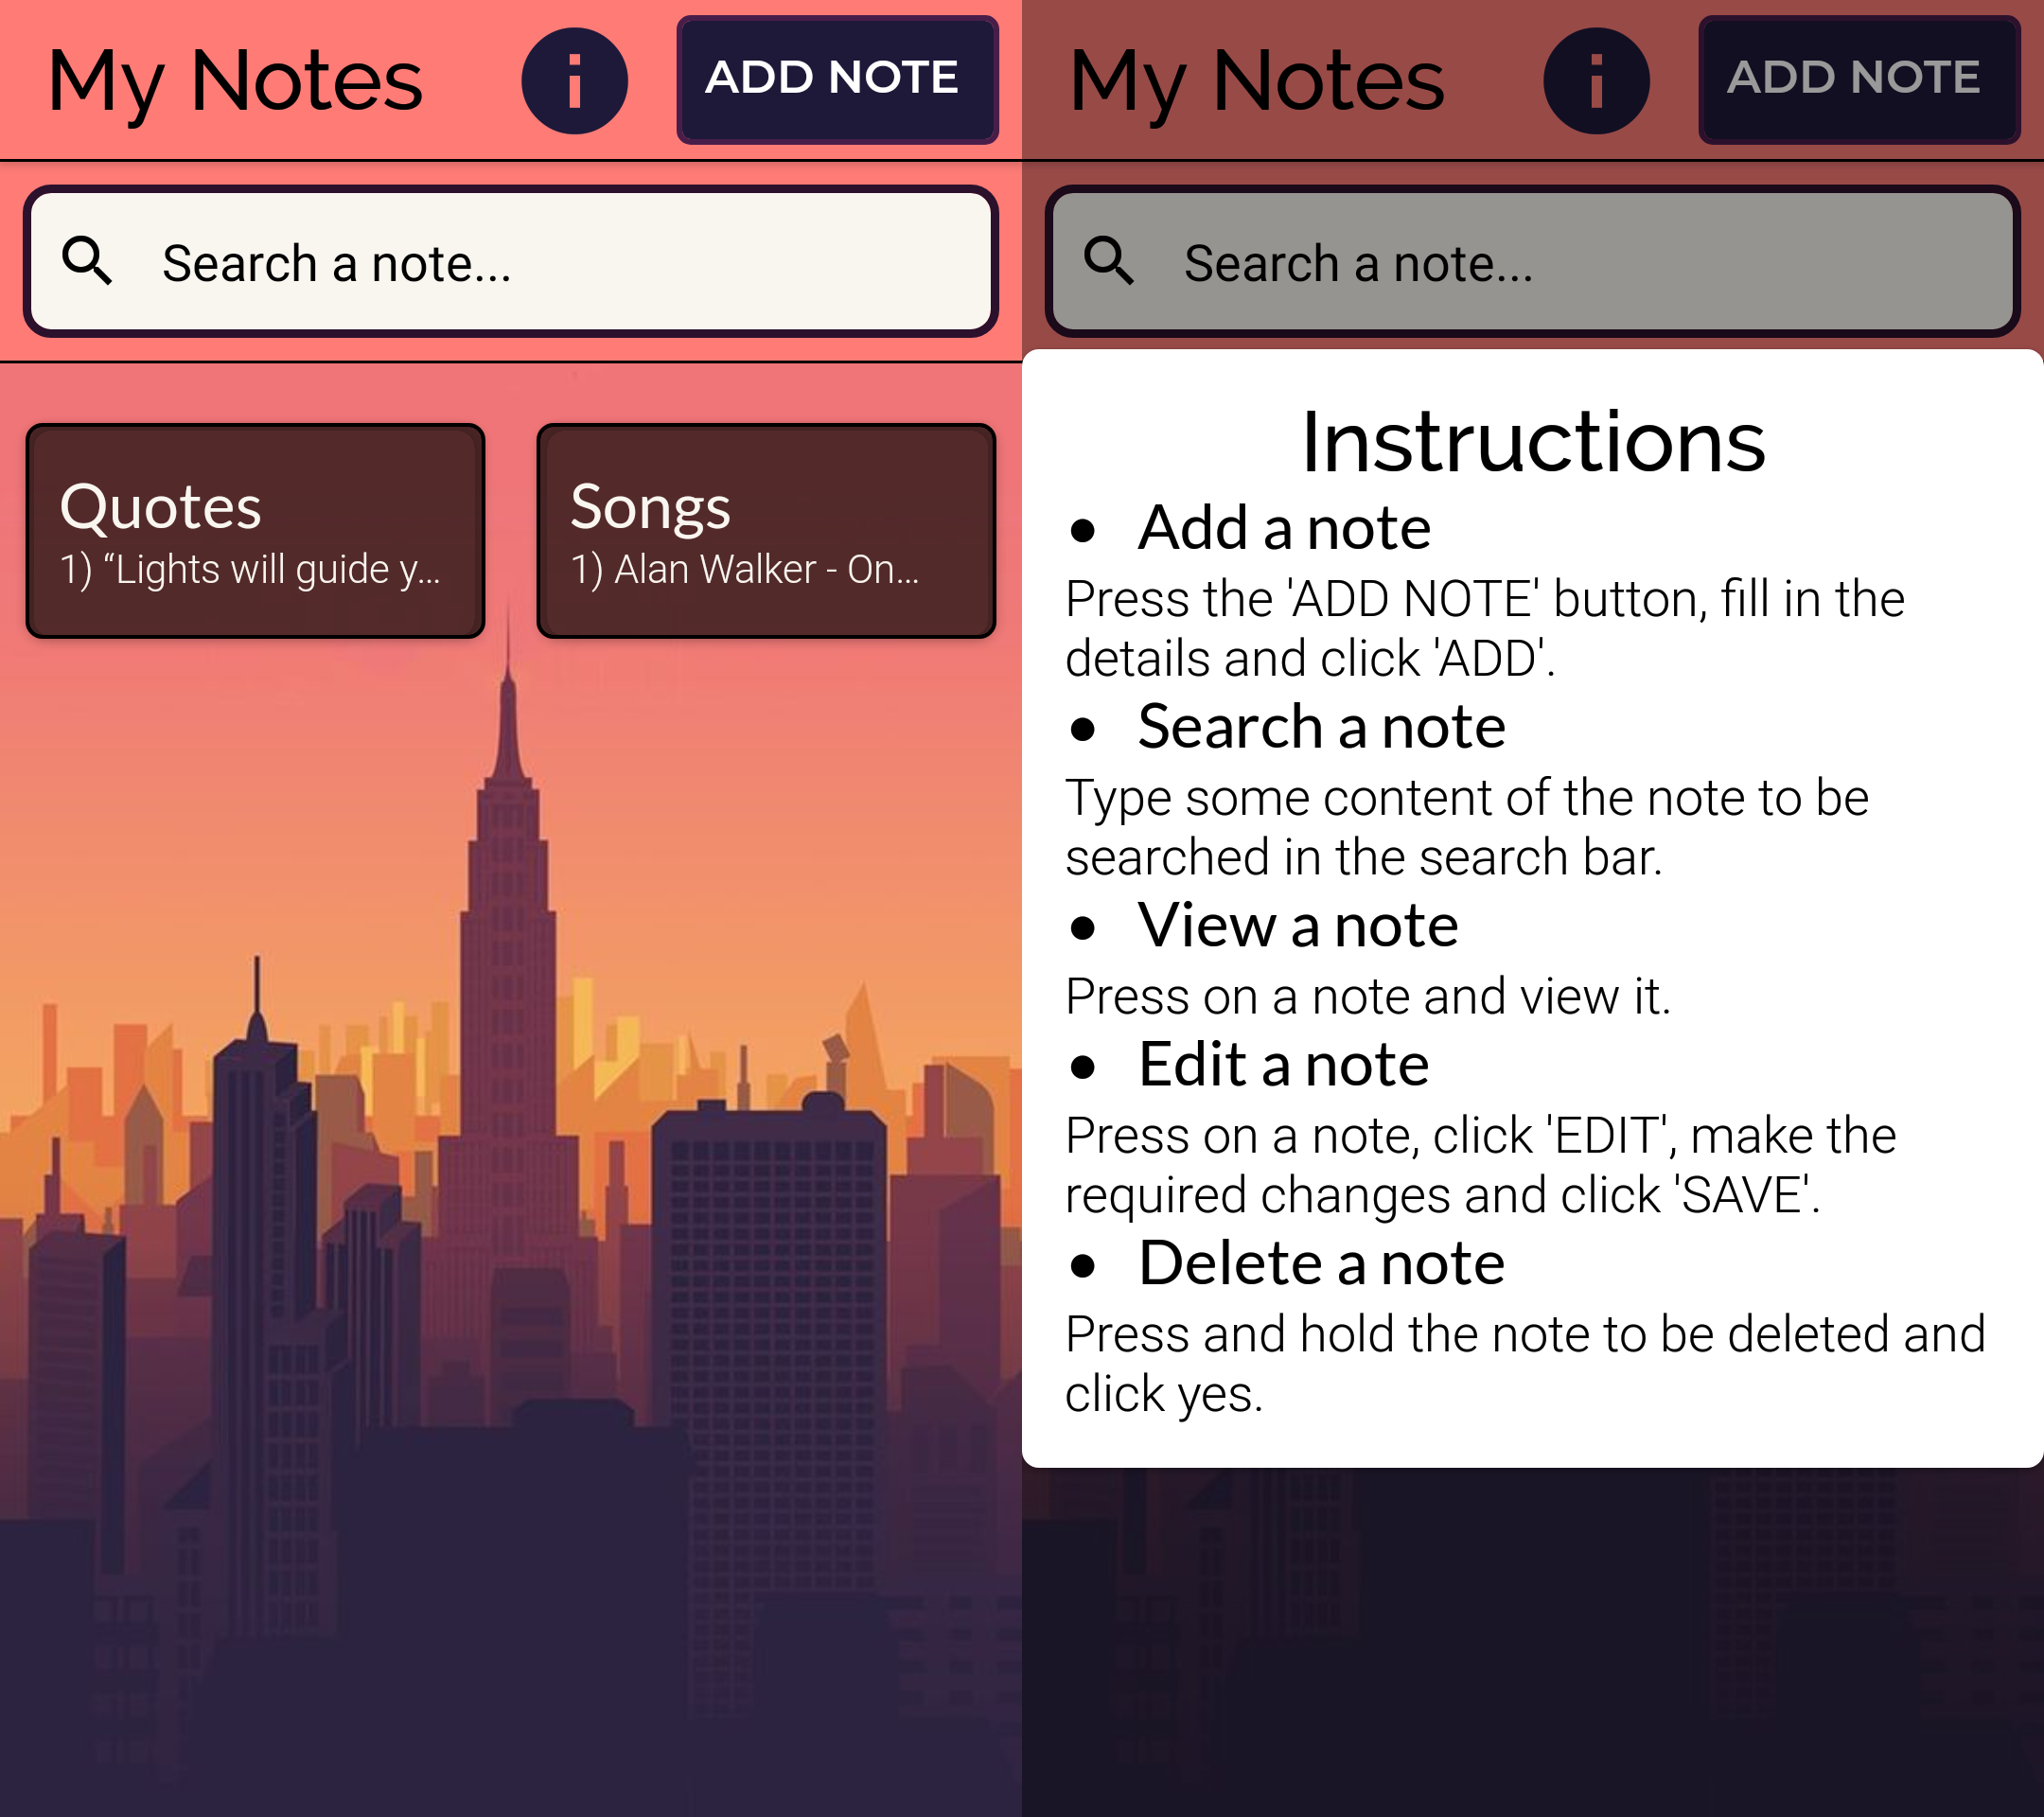 My Notes
i
ADD NOTE
Search a note...
Quotes
1) “Lights will guide y...
Songs
1) Alan Walker - On...
My Notes
i
ADD NOTE
Search a note...
Instructions
● Add a note
Press the 'ADD NOTE' button, fill in the
details and click 'ADD'.
● Search a note
Type some content of the note to be
searched in the search bar.
● View a note
Press on a note and view it.
● Edit a note
Press on a note, click 'EDIT', make the
required changes and click 'SAVE'.
● Delete a note
Press and hold the note to be deleted and
click yes.